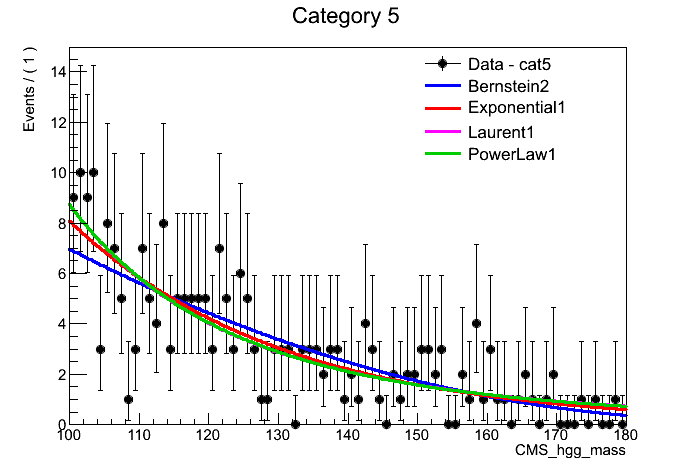 Category 5
Events / ( 1 )
14
12
10
8
6
4
2
0
Data - cat5
Bernstein2
Exponential1
Laurent1
PowerLaw1
100 110 120 130 140 150 160 170 180
CMS_hgg_mass